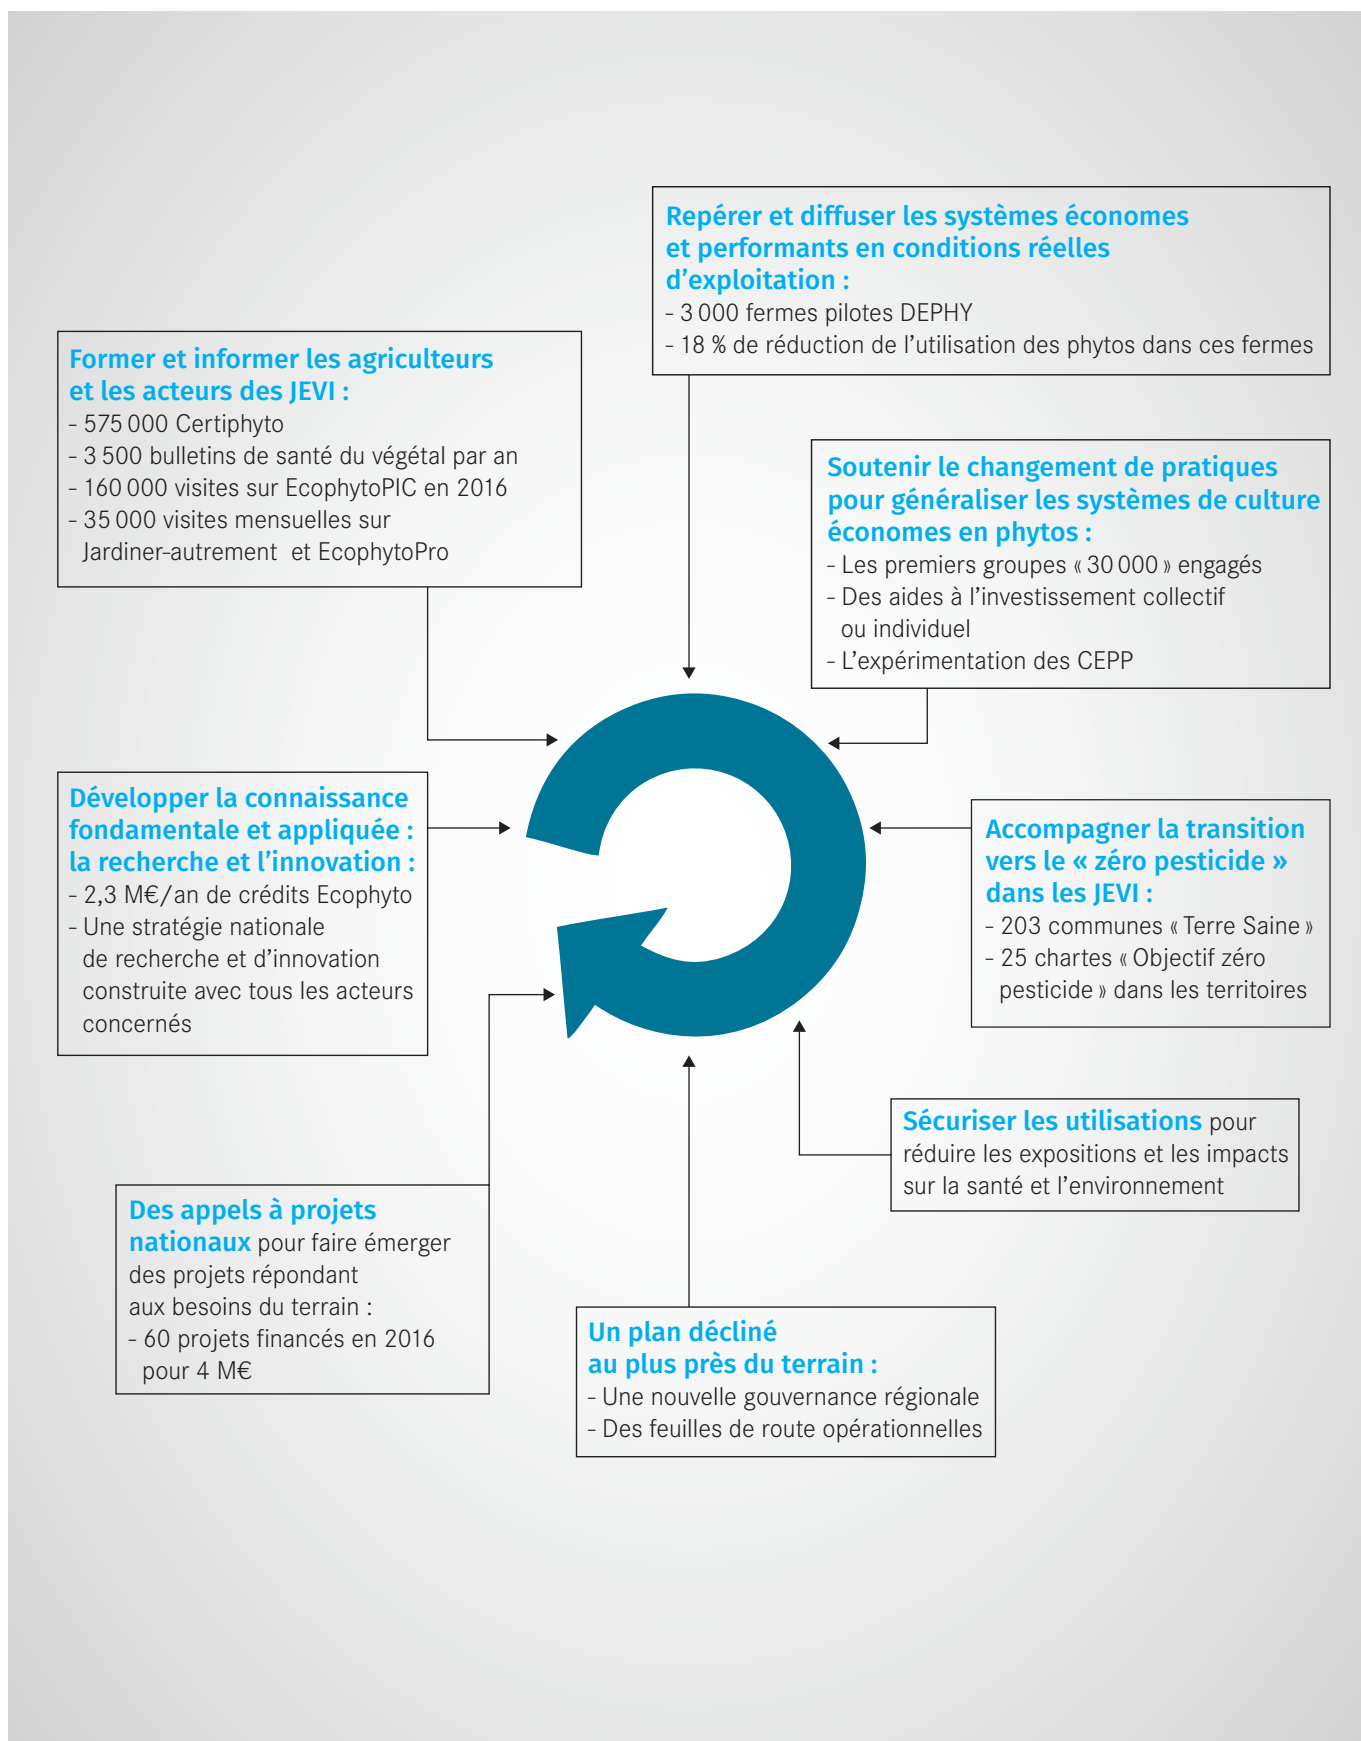 Repérer et diffuser les systèmes économes
et performants en conditions réelles
d’exploitation :
- 3 000 fermes pilotes DEPHY
- 18 % de réduction de l’utilisation des phytos dans ces fermes
Former et informer les agriculteurs
et les acteurs des JEVI :
- 575 000 Certiphyto
- 3 500 bulletins de santé du végétal par an
- 160 000 visites sur EcophytoPIC en 2016
- 35 000 visites mensuelles sur
Jardiner-autrement et EcophytoPro
Soutenir le changement de pratiques
pour généraliser les systèmes de culture
économes en phytos :
- Les premiers groupes « 30 000 » engagés
- Des aides à l’investissement collectif
ou individuel
- L’expérimentation des CEPP
Développer la connaissance
fondamentale et appliquée :
la recherche et l’innovation :
- 2,3 M€/an de crédits Ecophyto
- Une stratégie nationale
de recherche et d’innovation
construite avec tous les acteurs
concernés
Accompagner la transition
vers le « zéro pesticide »
dans les JEVI :
- 203 communes « Terre Saine »
- 25 chartes « Objectif zéro
pesticide » dans les territoires
Sécuriser les utilisations pour
réduire les expositions et les impacts
sur la santé et l’environnement
Des appels à projets
nationaux pour faire émerger
des projets répondant
aux besoins du terrain :
- 60 projets financés en 2016
pour 4 M€
Un plan décliné
au plus près du terrain :
- Une nouvelle gouvernance régionale
- Des feuilles de route opérationnelles